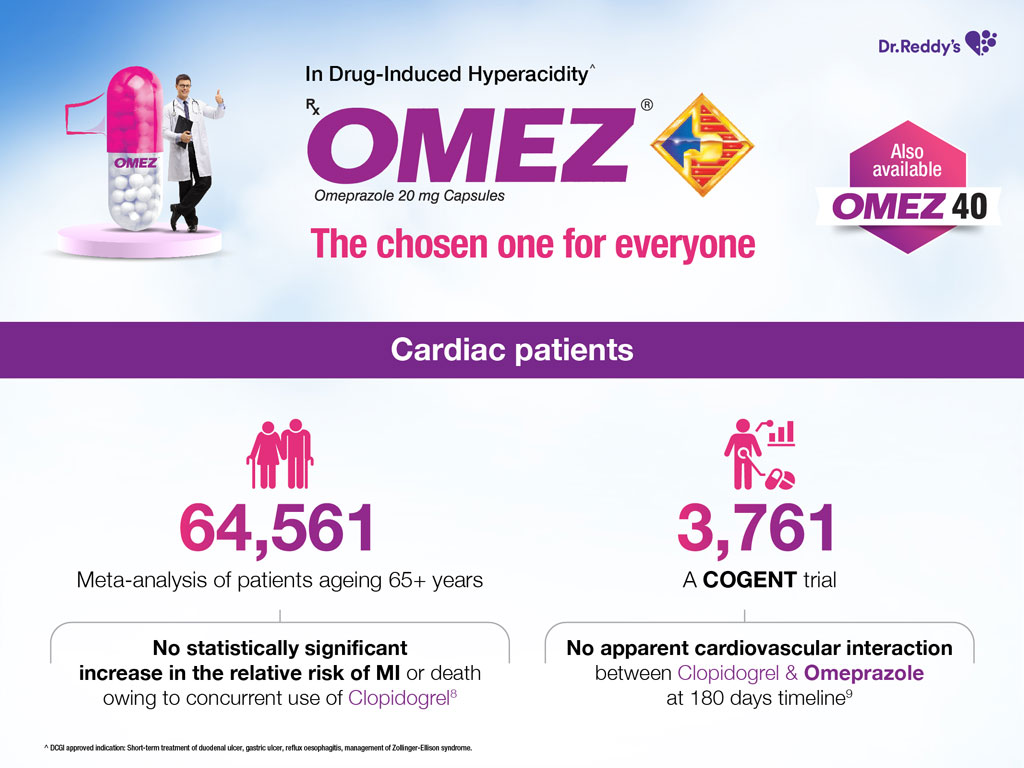 Dr.Reddy's
In Drug-Induced Hyperacidity^
Rx OMEZ®
Omeprazole 20 mg Capsules
The chosen one for everyone
OMEZ
Also
available
OMEZ 40
Cardiac patients
64,561
Meta-analysis of patients ageing 65+ years
No statistically significant
increase in the relative risk of MI or death
owing to concurrent use of Clopidogrel⁸
3,761
A COGENT trial
No apparent cardiovascular interaction
between Clopidogrel & Omeprazole
at 180 days timeline⁹
^ DCGI approved indication: Short-term treatment of duodenal ulcer, gastric ulcer, reflux oesophagitis, management of Zollinger-Ellison syndrome.